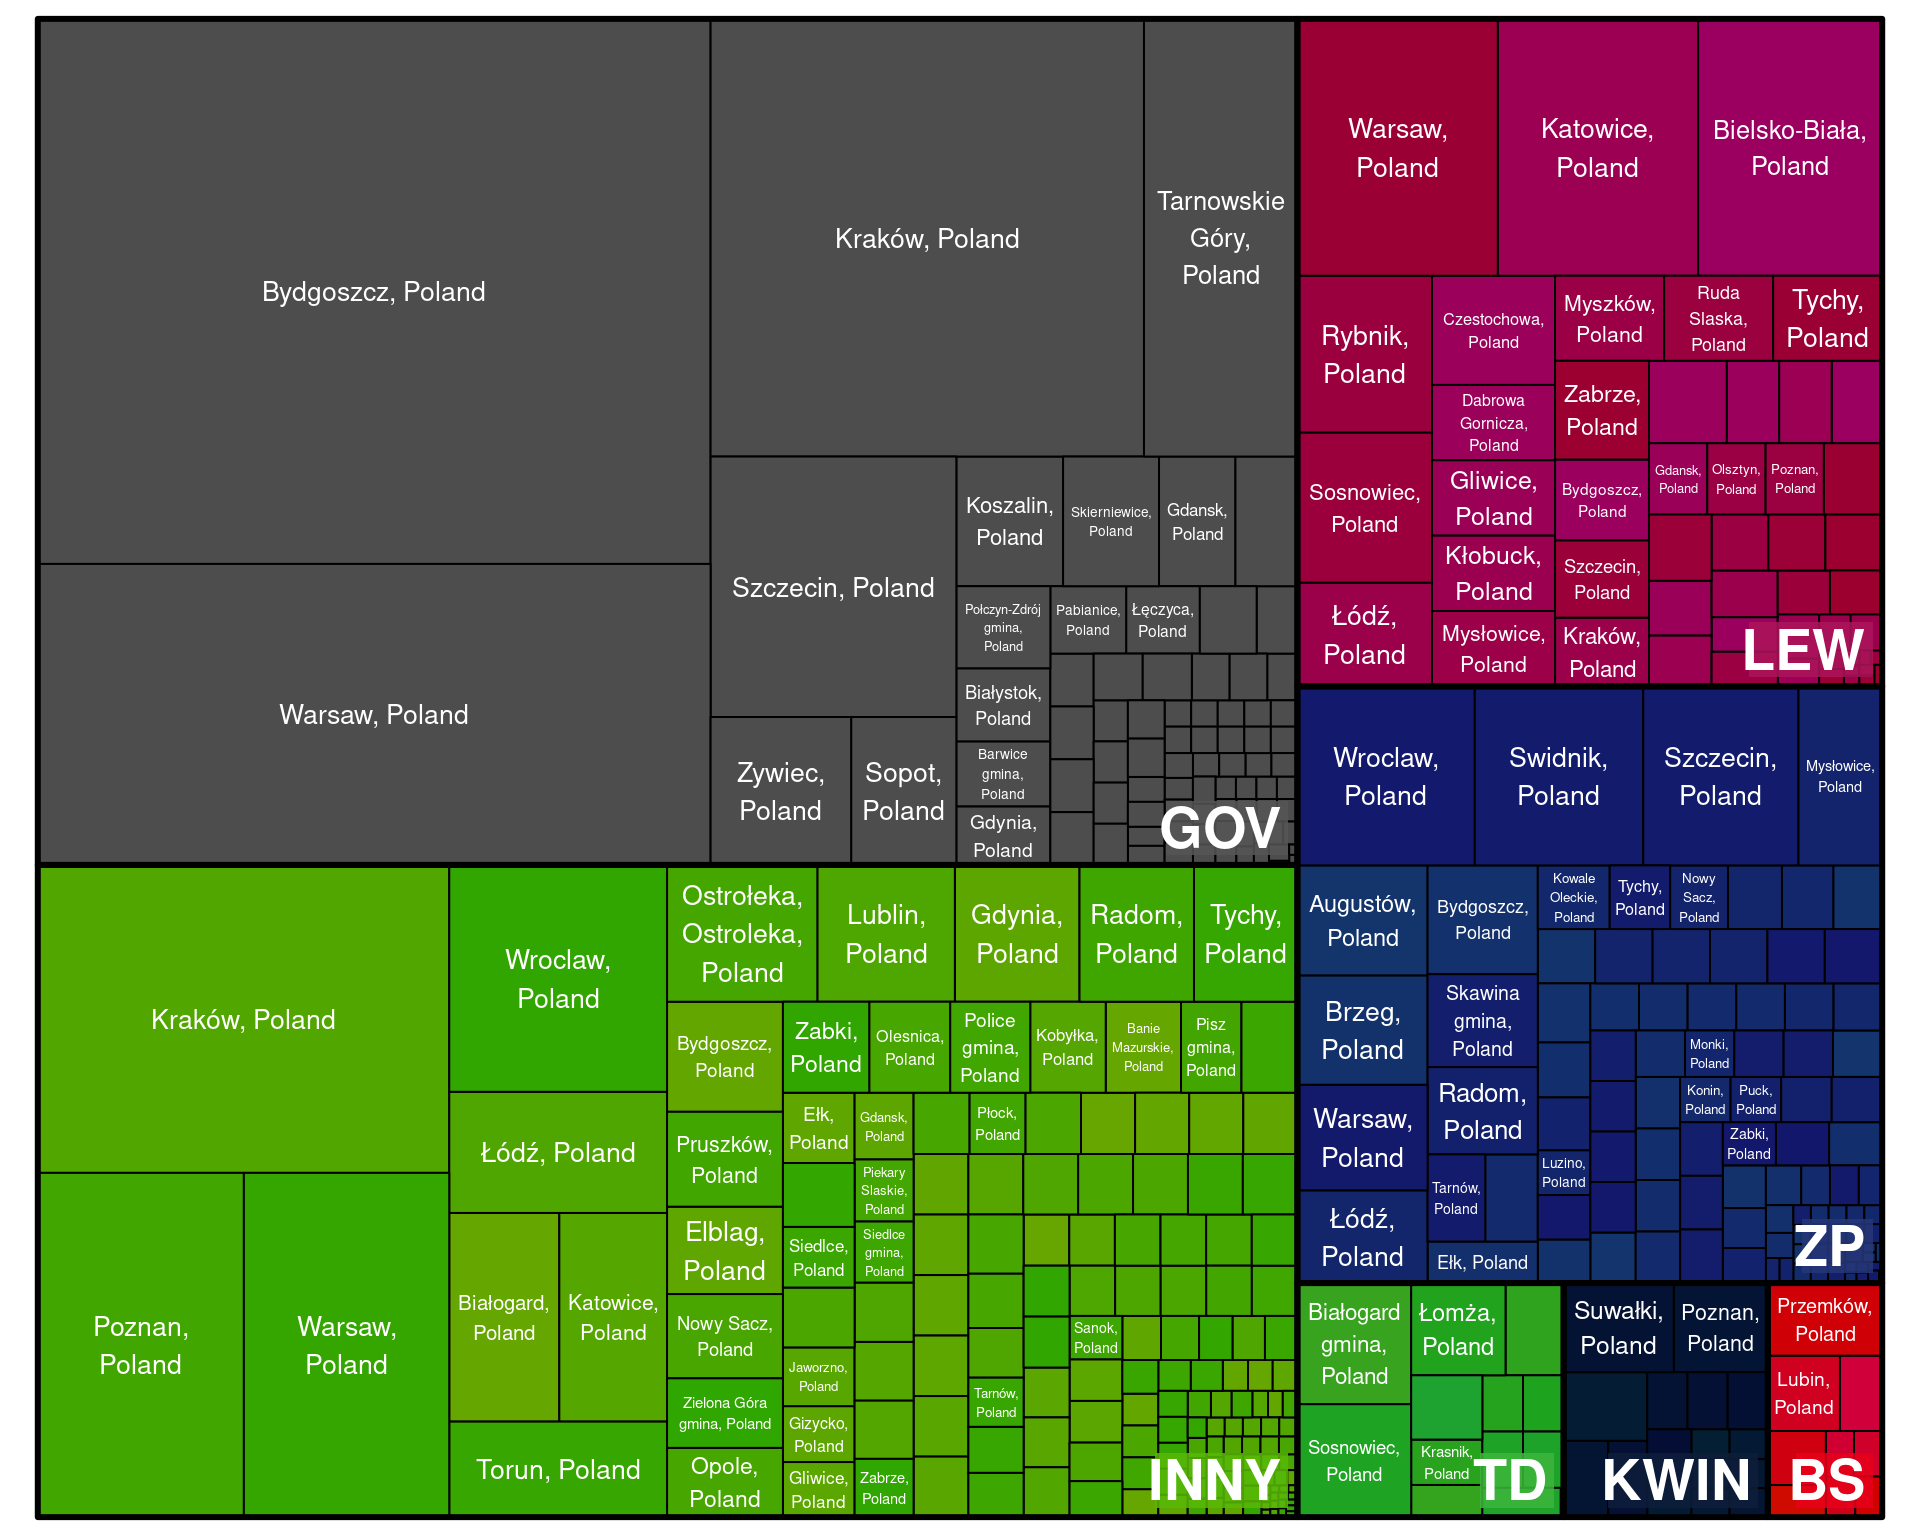 Bydgoszcz, Poland
Warsaw, Poland
Kraków, Poland
Tarnowskie
Góry,
Poland
Szczecin, Poland
Zywiec,
Poland
Sopot,
Poland
Koszalin,
Poland
Skierniewice,
Poland
Gdansk,
Poland
Połczyn-Zdrój
gmina,
Poland
Pabianice,
Poland
Łęczyca,
Poland
Białystok,
Poland
Barwice
gmina,
Poland
Gdynia,
Poland
GOV
Warsaw,
Poland
Katowice,
Poland
Bielsko-Biała,
Poland
Rybnik,
Poland
Sosnowiec,
Poland
Łódź,
Poland
Czestochowa,
Poland
Dabrowa
Gornicza,
Poland
Gliwice,
Poland
Kłobuck,
Poland
Mysłowice,
Poland
Myszków,
Poland
Ruda
Slaska,
Poland
Tychy,
Poland
Zabrze,
Poland
Bydgoszcz,
Poland
Szczecin,
Poland
Kraków,
Poland
Gdansk,
Poland
Olsztyn,
Poland
Poznan,
Poland
LEW
Kraków, Poland
Poznan,
Poland
Warsaw,
Poland
Wroclaw,
Poland
Łódź, Poland
Białogard,
Poland
Katowice,
Poland
Torun, Poland
Ostrołeka,
Ostroleka,
Poland
Lublin,
Poland
Gdynia,
Poland
Radom,
Poland
Tychy,
Poland
Bydgoszcz,
Poland
Pruszków,
Poland
Elblag,
Poland
Nowy Sacz,
Poland
Zielona Góra
gmina, Poland
Opole,
Poland
Zabki,
Poland
Olesnica,
Poland
Police
gmina,
Poland
Kobyłka,
Poland
Banie
Mazurskie,
Poland
Pisz
gmina,
Poland
Ełk,
Poland
Siedlce,
Poland
Jaworzno,
Poland
Gizycko,
Poland
Gliwice,
Poland
Gdansk,
Poland
Piekary
Slaskie,
Poland
Siedlce
gmina,
Poland
Zabrze,
Poland
Płock,
Poland
Tarnów,
Poland
Sanok,
Poland
INNY
Wroclaw,
Poland
Swidnik,
Poland
Szczecin,
Poland
Mysłowice,
Poland
Augustów,
Poland
Brzeg,
Poland
Warsaw,
Poland
Łódź,
Poland
Bydgoszcz,
Poland
Skawina
gmina,
Poland
Radom,
Poland
Tarnów,
Poland
Ełk, Poland
Kowale
Oleckie,
Poland
Tychy,
Poland
Nowy
Sacz,
Poland
Luzino,
Poland
Monki,
Poland
Konin,
Poland
Puck,
Poland
Zabki,
Poland
ZP
Białogard
gmina,
Poland
Sosnowiec,
Poland
Łomża,
Poland
Krasnik,
Poland
TD
Suwałki,
Poland
Poznan,
Poland
KWIN
Przemków,
Poland
Lubin,
Poland
BS